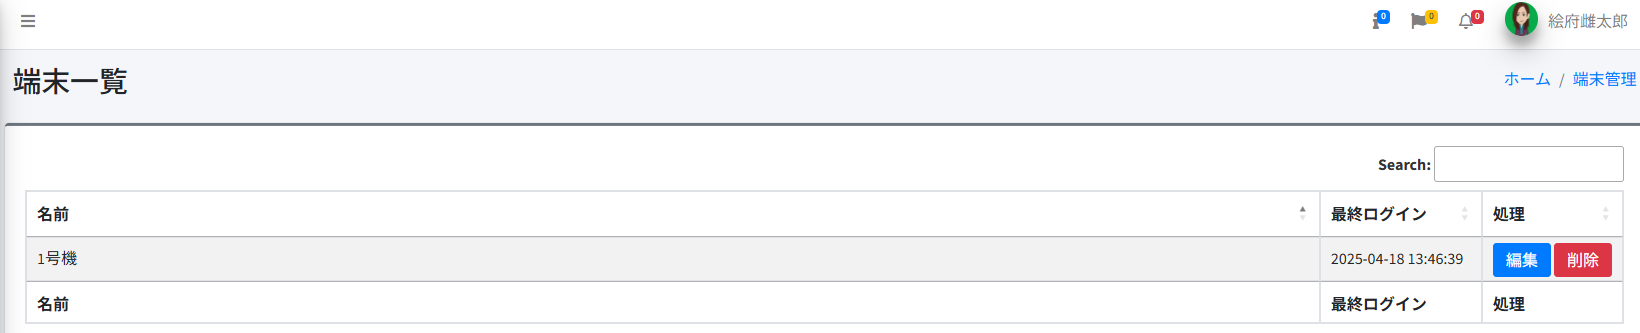 0 0 0 絵府雌太郎
端末一覧
ホーム / 端末管理
Search:
名前 最終ログイン 処理
1号機 2025-04-18 13:46:39 編集 削除
名前 最終ログイン 処理